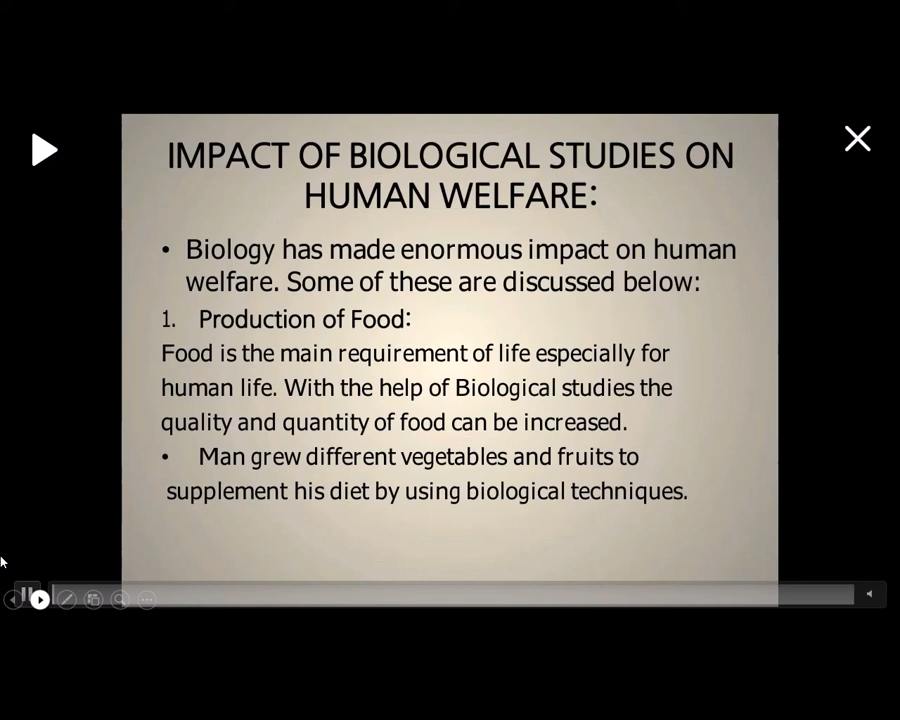 IMPACT OF BIOLOGICAL STUDIES ON
HUMAN WELFARE:
• Biology has made enormous impact on human
welfare. Some of these are discussed below:
1. Production of Food:
Food is the main requirement of life especially for
human life. With the help of Biological studies the
quality and quantity of food can be increased.
• Man grew different vegetables and fruits to
supplement his diet by using biological techniques.